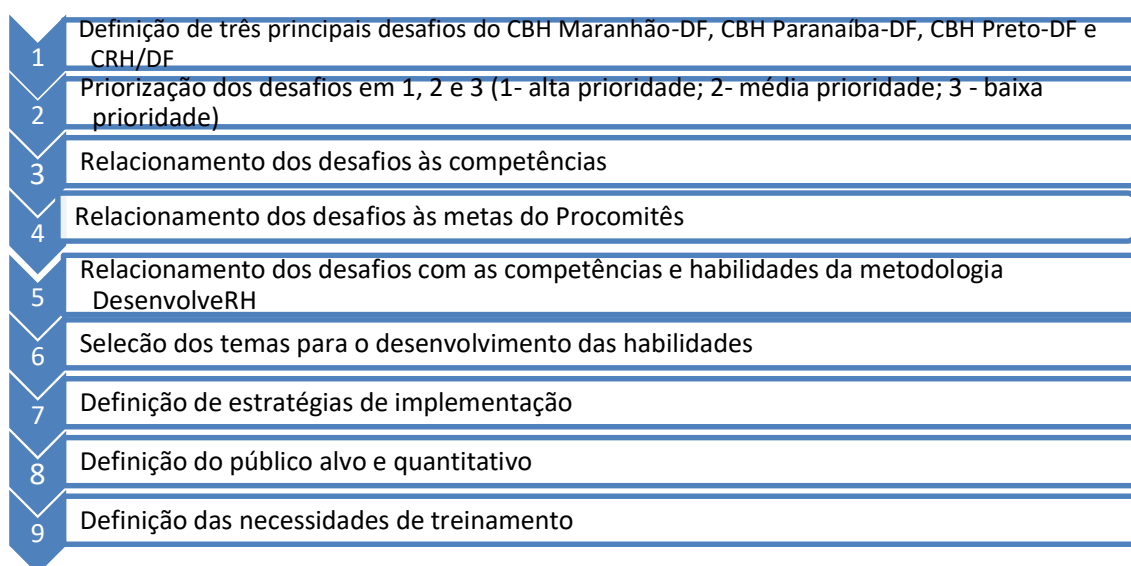 1
Definição de três principais desafios do CBH Maranhão-DF, CBH Paranaíba-DF, CBH Preto-DF e
CRH/DF
2
Priorização dos desafios em 1, 2 e 3 (1- alta prioridade; 2- média prioridade; 3 - baixa
prioridade)
3
Relacionamento dos desafios às competências
4
Relacionamento dos desafios às metas do Procomitês
5
Relacionamento dos desafios com as competências e habilidades da metodologia
DesenvolveRH
6
Selecão dos temas para o desenvolvimento das habilidades
7
Definição de estratégias de implementação
8
Definição do público alvo e quantitativo
9
Definição das necessidades de treinamento